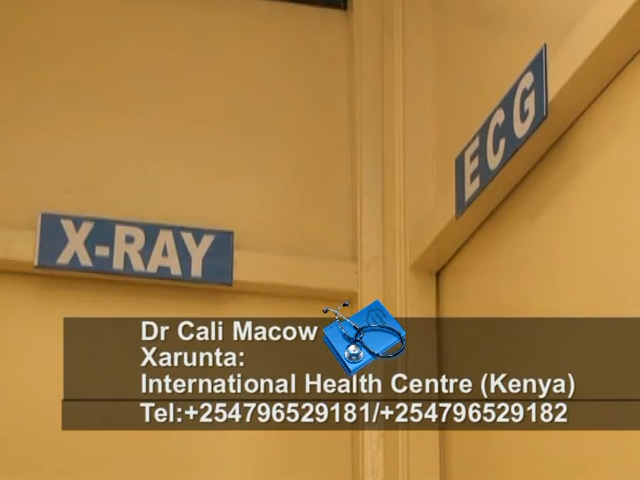 X-RAY
ECG
Dr Cali Macow
Xarunta:
International Health Centre (Kenya)
Tel:+254796529181/+254796529182